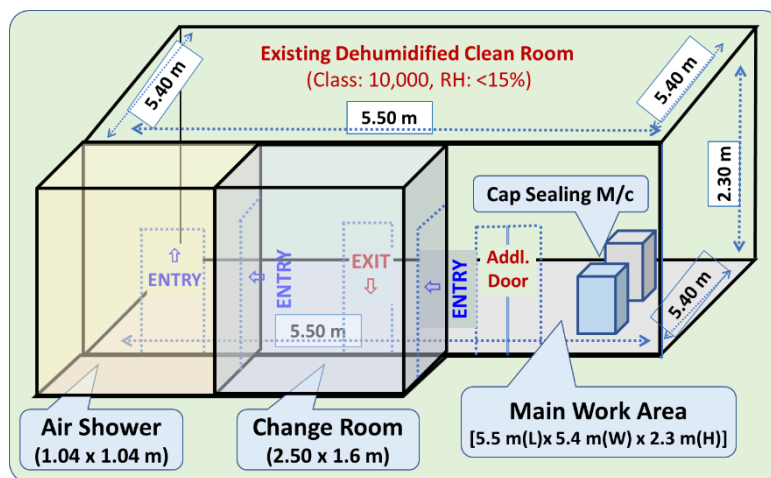 Existing Dehumidified Clean Room
(Class: 10,000, RH: <15%)
5.40 m
5.40 m
5.50 m
2.30 m
Cap Sealing M/c
ENTRY
ENTRY
EXIT
ENTRY
Addl.
Door
5.40 m
5.50 m
Air Shower
(1.04 x 1.04 m)
Change Room
(2.50 x 1.6 m)
Main Work Area
[5.5 m(L)x 5.4 m(W) x 2.3 m(H)]